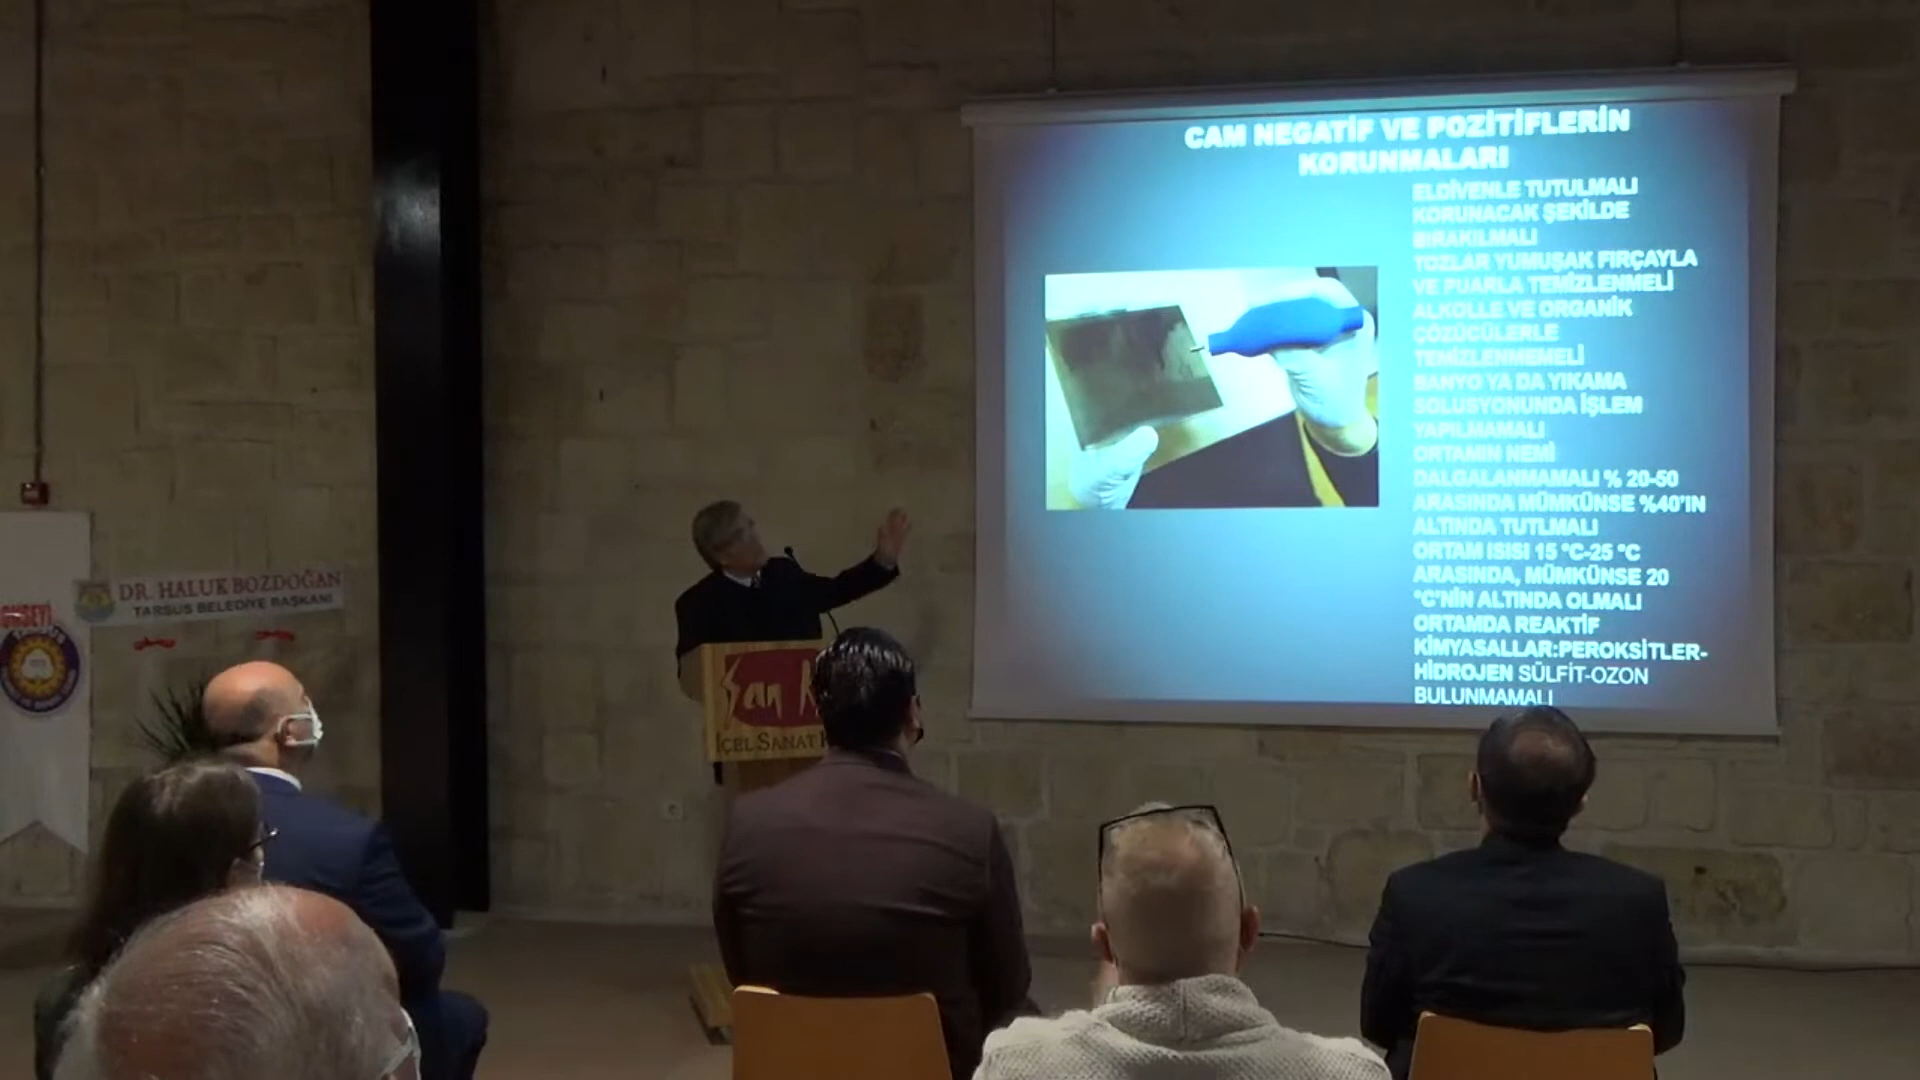 CAM NEGATİF VE POZİTİFLERİN
KORUNMALARI
ELDİVENLE TUTULMALI
KORUNACAK ŞEKİLDE
BIRAKILMALI
TOZLAR YUMUŞAK FIRÇAYLA
VE PUARLA TEMİZLENMELİ
ALKOLLE VE ORGANİK
ÇÖZÜCÜLERLE
TEMİZLENMEMELİ
BANYO YA DA YIKAMA
SOLUSYONUNDA İŞLEM
YAPILMAMALI
ORTAMIN NEMİ
DALGALANMAMALI % 20-50
ARASINDA MÜMKÜNSE %40'IN
ALTINDA TUTLMALI
ORTAM ISISI 15 °C-25 °C
ARASINDA, MÜMKÜNSE 20
°C'NİN ALTINDA OLMALI
ORTAMDA REAKTİF
KİMYASALLAR:PEROKSİTLER-
HİDROJEN SÜLFİT-OZON
BULUNMAMALI
DR. HALUK BOZDOĞAN
TARSUS BELEDİYE BAŞKANI
San
İÇEL SANAT